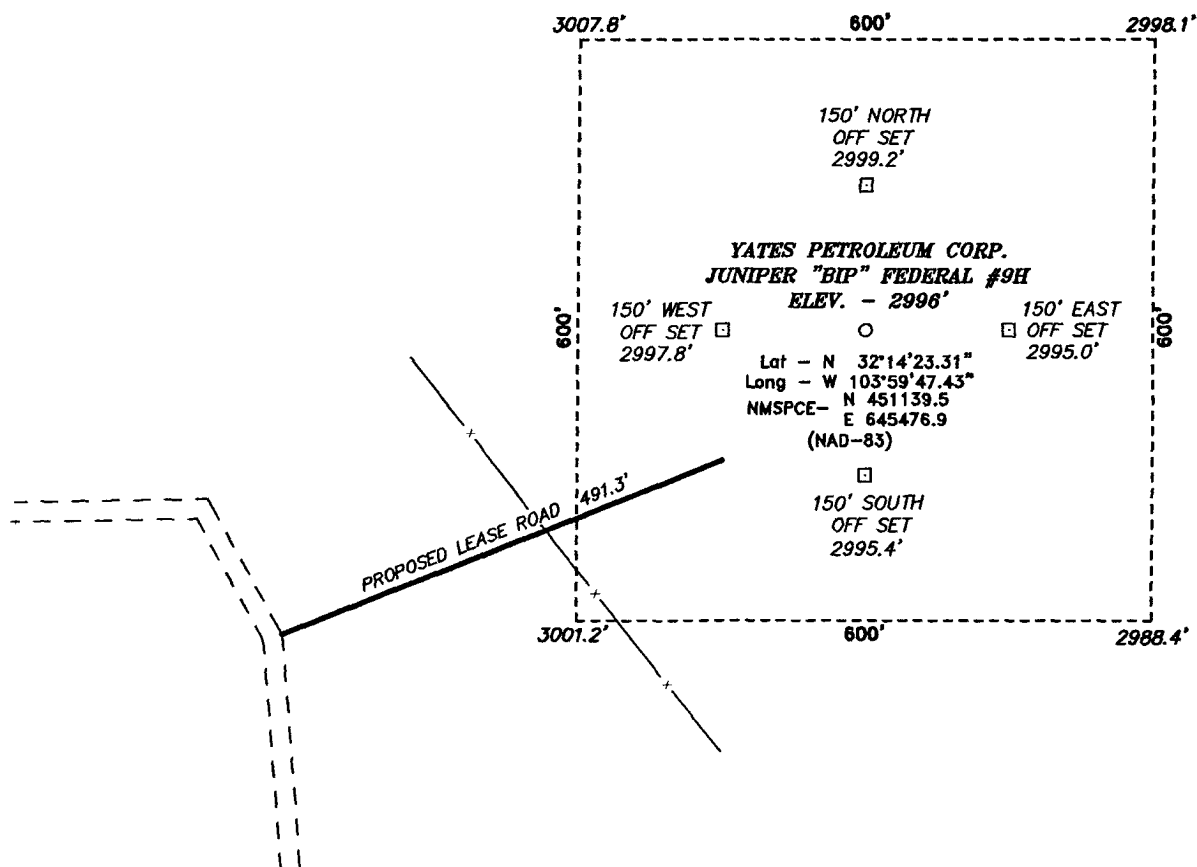 3007.8'
600'
2998.1'
150' NORTH
OFF SET
2999.2'
YATES PETROLEUM CORP.
JUNIPER "BIP" FEDERAL #9H
ELEV. - 2996'
150' WEST
OFF SET
2997.8'
150' EAST
OFF SET
2995.0'
600'
600'
Lat - N 32°14'23.31"
Long - W 103°59'47.43"
NMSPCE- N 451139.5
E 645476.9
(NAD-83)
150' SOUTH
OFF SET
2995.4'
PROPOSED LEASE ROAD 491.3'
3001.2'
600'
2988.4'